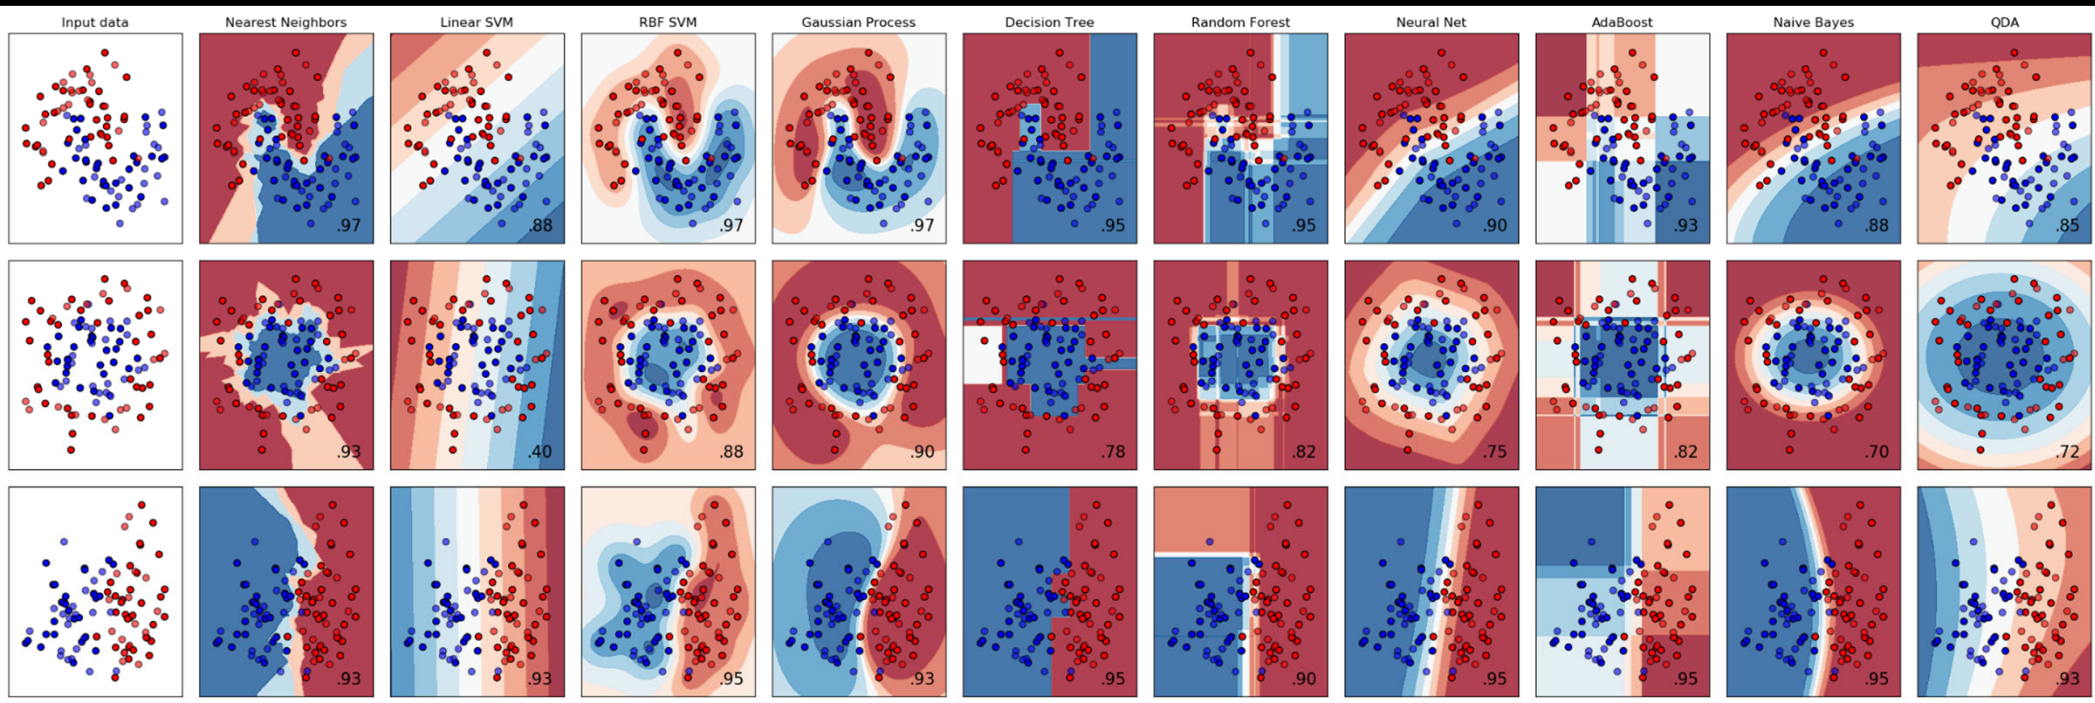 Input data Nearest Neighbors Linear SVM RBF SVM Gaussian Process Decision Tree Random Forest Neural Net AdaBoost Naive Bayes QDA
.97 .88 .97 .97 .95 .95 .90 .93 .88 .85
.93 .40 .88 .90 .78 .82 .75 .82 .70 .72
.93 .93 .95 .93 .95 .90 .95 .95 .95 .93